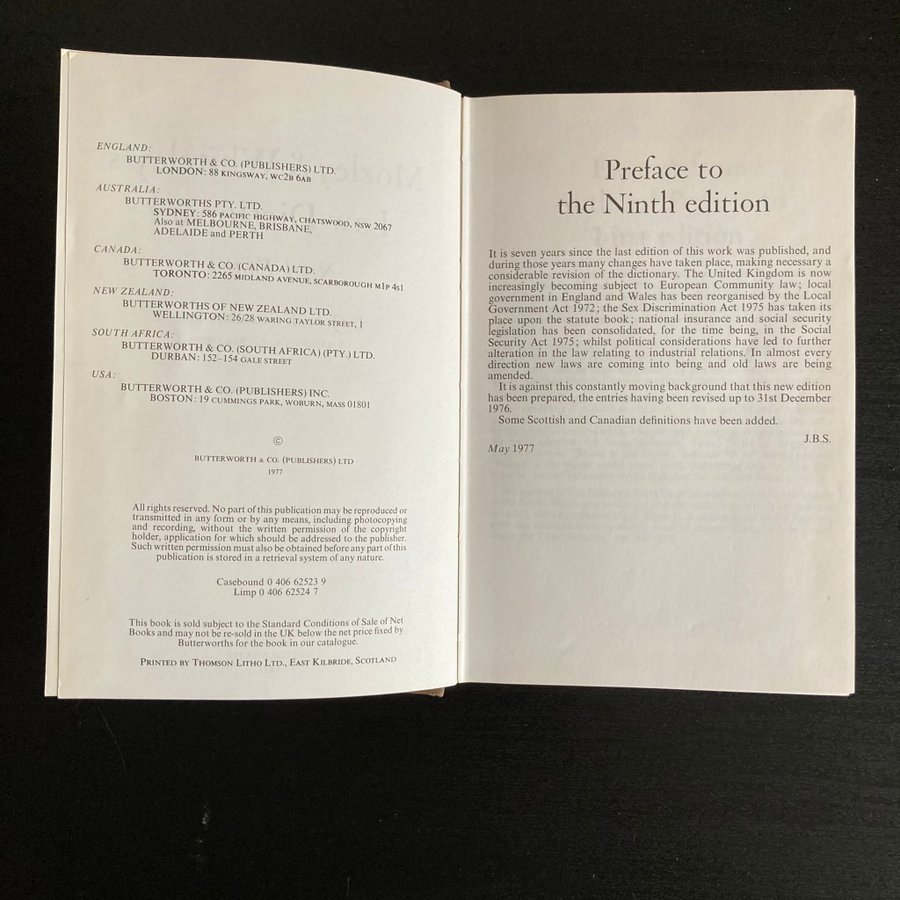 ENGLAND:
BUTTERWORTH & CO. (PUBLISHERS) LTD.
LONDON: 88 KINGSWAY, WC2B 6AB
AUSTRALIA:
BUTTERWORTHS PTY. LTD.
SYDNEY: 586 PACIFIC HIGHWAY, CHATSWOOD, NSW 2067
Also at MELBOURNE, BRISBANE,
ADELAIDE and PERTH
CANADA:
BUTTERWORTH & CO. (CANADA) LTD.
TORONTO: 2265 MIDLAND AVENUE, SCARBOROUGH M1P 4S1
NEW ZEALAND:
BUTTERWORTHS OF NEW ZEALAND LTD.
WELLINGTON: 26/28 WARING TAYLOR STREET, 1
SOUTH AFRICA:
BUTTERWORTH & CO. (SOUTH AFRICA) (PTY.) LTD.
DURBAN: 152–154 GALE STREET
USA:
BUTTERWORTH & CO. (PUBLISHERS) INC.
BOSTON: 19 CUMMINGS PARK, WOBURN, MASS 01801
©
BUTTERWORTH & CO. (PUBLISHERS) LTD
1977
All rights reserved. No part of this publication may be reproduced or
transmitted in any form or by any means, including photocopying
and recording, without the written permission of the copyright
holder, application for which should be addressed to the publisher.
Such written permission must also be obtained before any part of this
publication is stored in a retrieval system of any nature.
Casebound 0 406 62523 9
Limp 0 406 62524 7
This book is sold subject to the Standard Conditions of Sale of Net
Books and may not be re-sold in the UK below the net price fixed by
Butterworths for the book in our catalogue.
PRINTED BY THOMSON LITHO LTD., EAST KILBRIDE, SCOTLAND
Preface to
the Ninth edition
It is seven years since the last edition of this work was published, and
during those years many changes have taken place, making necessary a
considerable revision of the dictionary. The United Kingdom is now
increasingly becoming subject to European Community law; local
government in England and Wales has been reorganised by the Local
Government Act 1972; the Sex Discrimination Act 1975 has taken its
place upon the statute book; national insurance and social security
legislation has been consolidated, for the time being, in the Social
Security Act 1975; whilst political considerations have led to further
alteration in the law relating to industrial relations. In almost every
direction new laws are coming into being and old laws are being
amended.
It is against this constantly moving background that this new edition
has been prepared, the entries having been revised up to 31st December
1976.
Some Scottish and Canadian definitions have been added.
J.B.S.
May 1977